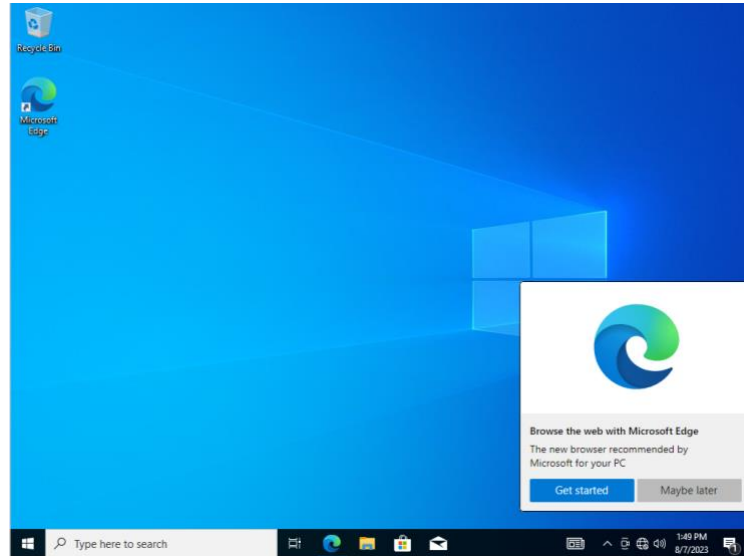 Recycle Bin
Microsoft
Edge
Browse the web with Microsoft Edge
The new browser recommended by
Microsoft for your PC
Get started
Maybe later
Type here to search
1:49 PM
8/7/2023
1